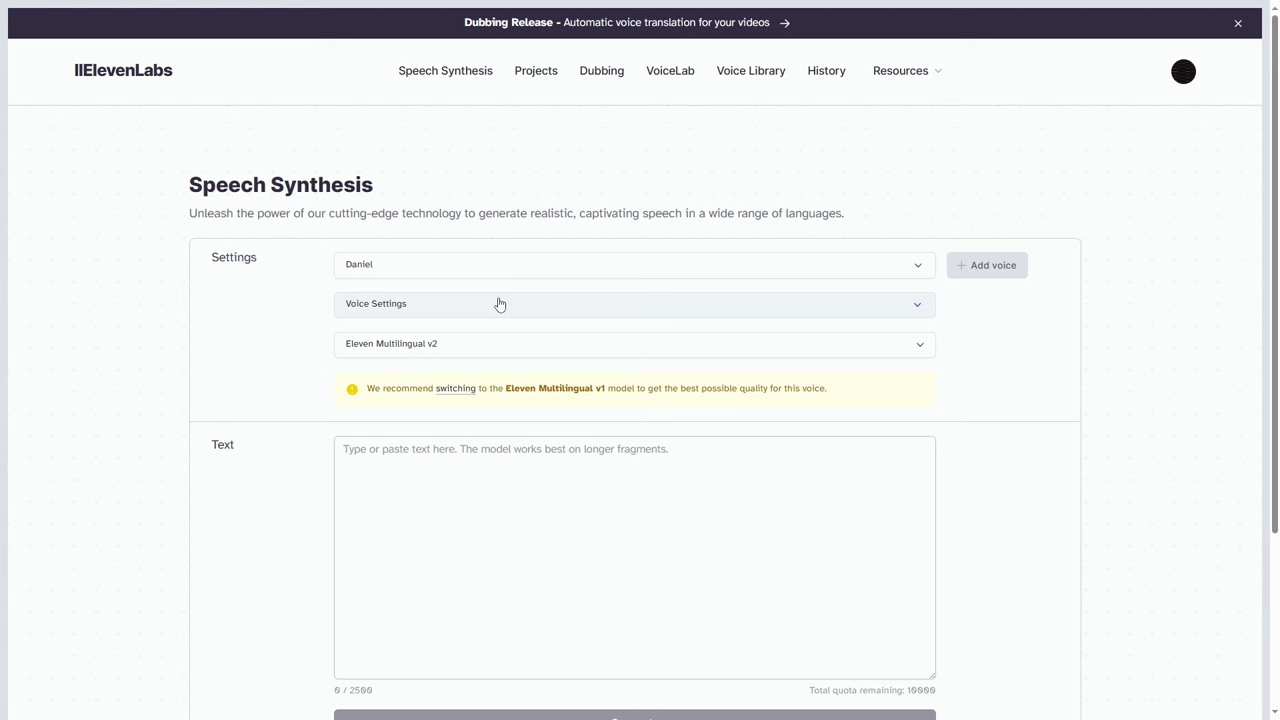 Dubbing Release - Automatic voice translation for your videos →
IIElevenLabs
Speech Synthesis Projects Dubbing VoiceLab Voice Library History Resources
Speech Synthesis
Unleash the power of our cutting-edge technology to generate realistic, captivating speech in a wide range of languages.
Settings
Daniel
+ Add voice
Voice Settings
Eleven Multilingual v2
We recommend switching to the Eleven Multilingual v1 model to get the best possible quality for this voice.
Text
Type or paste text here. The model works best on longer fragments.
0 / 2500
Total quota remaining: 10000